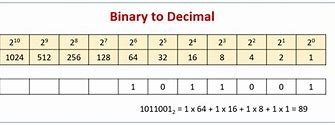 Binary to Decimal
2¹⁰ 2⁹ 2⁸ 2⁷ 2⁶ 2⁵ 2⁴ 2³ 2² 2¹ 2⁰
1024 512 256 128 64 32 16 8 4 2 1
1 0 1 1 0 0 1
1011001₂ = 1 x 64 + 1 x 16 + 1 x 8 + 1 x 1 = 89